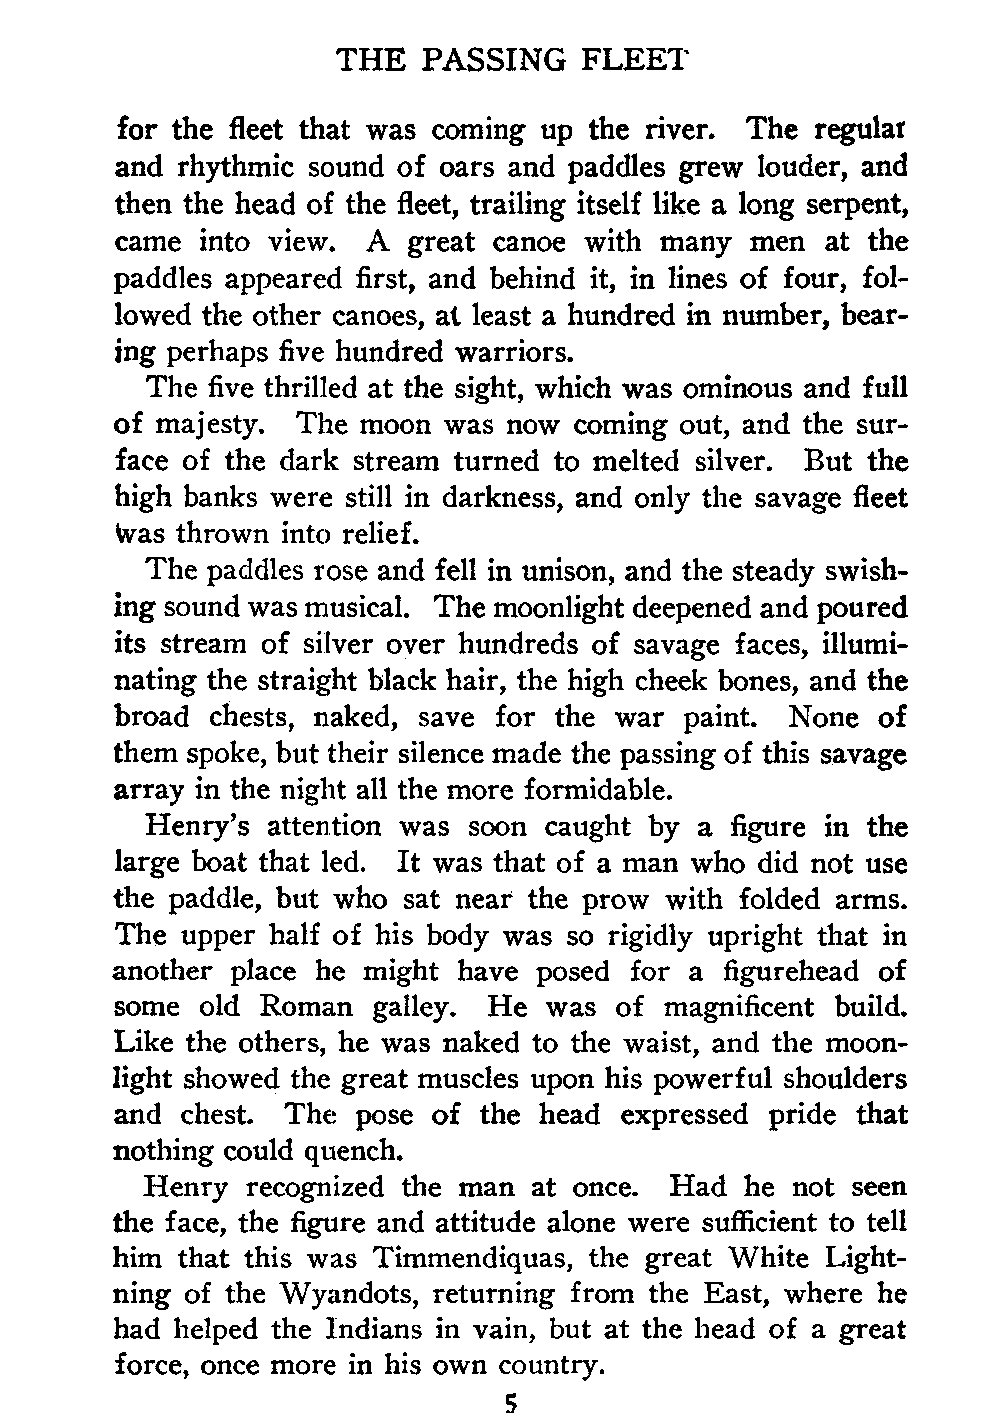 THE PASSING FLEET
for the fleet that was coming up the river. The regular
and rhythmic sound of oars and paddles grew louder, and
then the head of the fleet, trailing itself like a long serpent,
came into view. A great canoe with many men at the
paddles appeared first, and behind it, in lines of four, fol-
lowed the other canoes, at least a hundred in number, bear-
ing perhaps five hundred warriors.
The five thrilled at the sight, which was ominous and full
of majesty. The moon was now coming out, and the sur-
face of the dark stream turned to melted silver. But the
high banks were still in darkness, and only the savage fleet
was thrown into relief.
The paddles rose and fell in unison, and the steady swish-
ing sound was musical. The moonlight deepened and poured
its stream of silver over hundreds of savage faces, illumi-
nating the straight black hair, the high cheek bones, and the
broad chests, naked, save for the war paint. None of
them spoke, but their silence made the passing of this savage
array in the night all the more formidable.
Henry's attention was soon caught by a figure in the
large boat that led. It was that of a man who did not use
the paddle, but who sat near the prow with folded arms.
The upper half of his body was so rigidly upright that in
another place he might have posed for a figurehead of
some old Roman galley. He was of magnificent build.
Like the others, he was naked to the waist, and the moon-
light showed the great muscles upon his powerful shoulders
and chest. The pose of the head expressed pride that
nothing could quench.
Henry recognized the man at once. Had he not seen
the face, the figure and attitude alone were sufficient to tell
him that this was Timmendiquas, the great White Light-
ning of the Wyandots, returning from the East, where he
had helped the Indians in vain, but at the head of a great
force, once more in his own country.
5